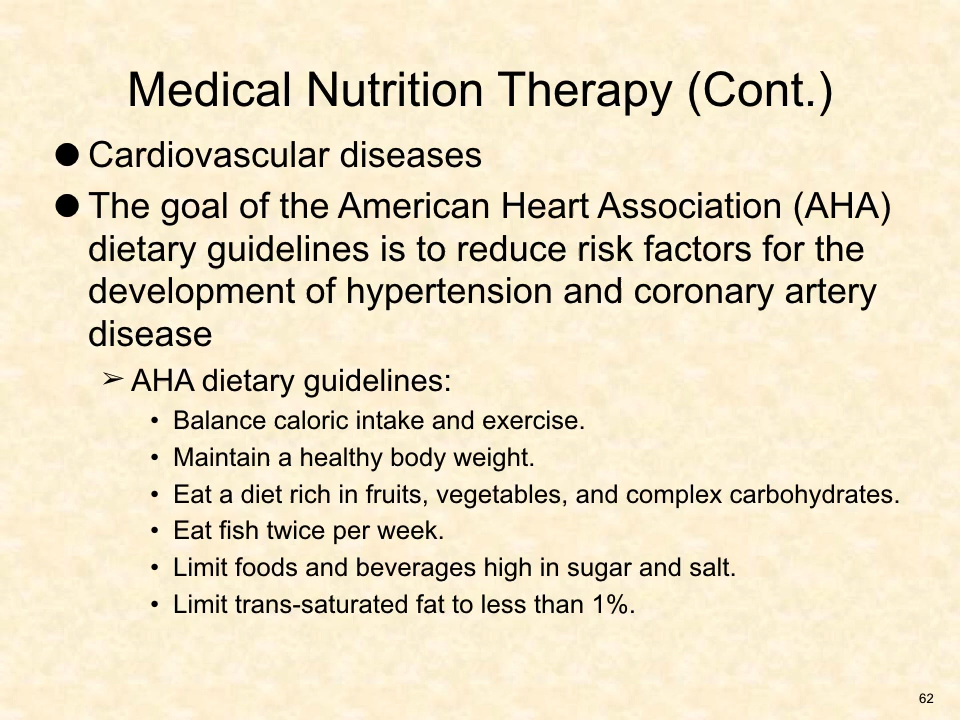 Medical Nutrition Therapy (Cont.)
● Cardiovascular diseases
● The goal of the American Heart Association (AHA)
dietary guidelines is to reduce risk factors for the
development of hypertension and coronary artery
disease
➢ AHA dietary guidelines:
• Balance caloric intake and exercise.
• Maintain a healthy body weight.
• Eat a diet rich in fruits, vegetables, and complex carbohydrates.
• Eat fish twice per week.
• Limit foods and beverages high in sugar and salt.
• Limit trans-saturated fat to less than 1%.
62